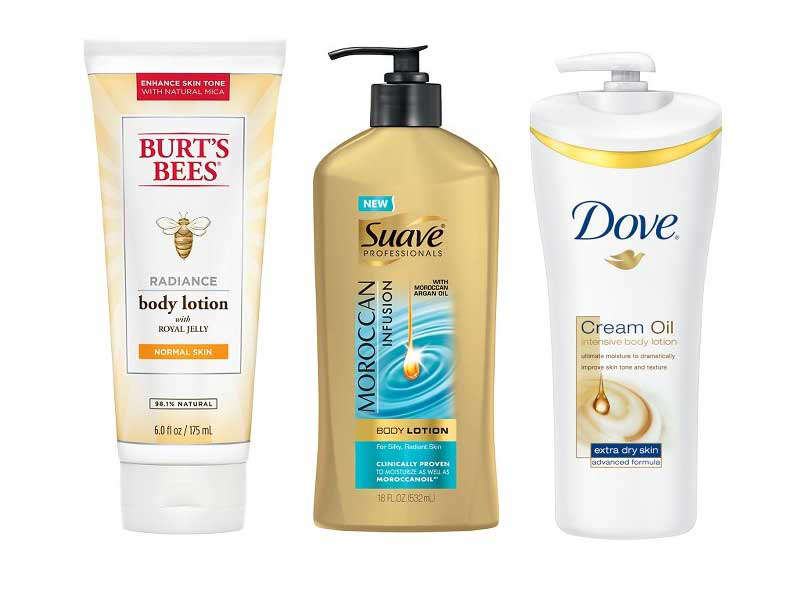 ENHANCE SKIN TONE
WITH NATURAL MICA
BURT'S
BEES®
RADIANCE
body lotion
with
ROYAL JELLY
NORMAL SKIN
98.1% NATURAL
6.0 fl oz / 175 mL
NEW
Suave®
PROFESSIONALS
MOROCCAN
INFUSION
WITH
MOROCCAN
ARGAN OIL
BODY LOTION
For Silky, Radiant Skin
CLINICALLY PROVEN
TO MOISTURIZE AS WELL AS
MOROCCANOIL®*
18 FL OZ (532mL)
Dove®
Cream Oil
intensive body lotion
ultimate moisture to dramatically
improve skin tone and texture
extra dry skin
advanced formula